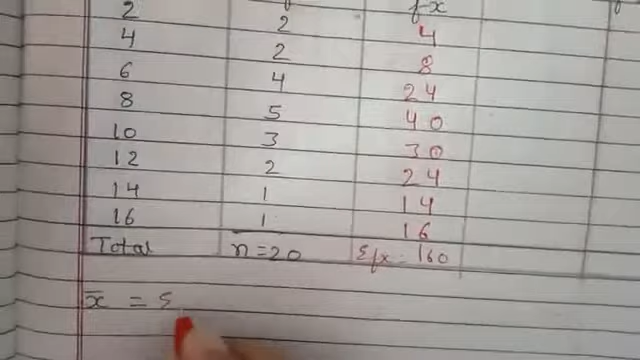 f x
2 2 4
4 2 8
6 4 24
8 5 40
10 3 30
12 2 24
14 1 14
16 1 16
Total n=20 Σfx=160
x̄ = Σ